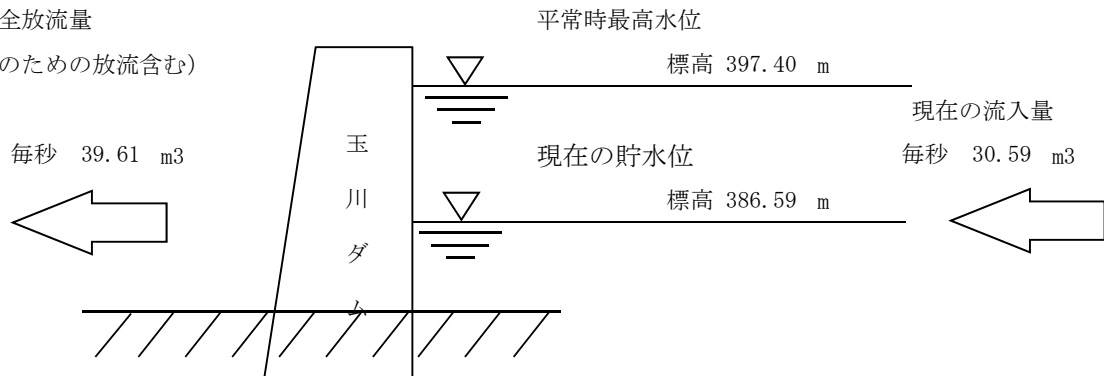 全放流量
のための放流含む）
毎秒 39.61 m3
玉川ダム
平常時最高水位
標高 397.40 m
現在の貯水位
標高 386.59 m
現在の流入量
毎秒 30.59 m3